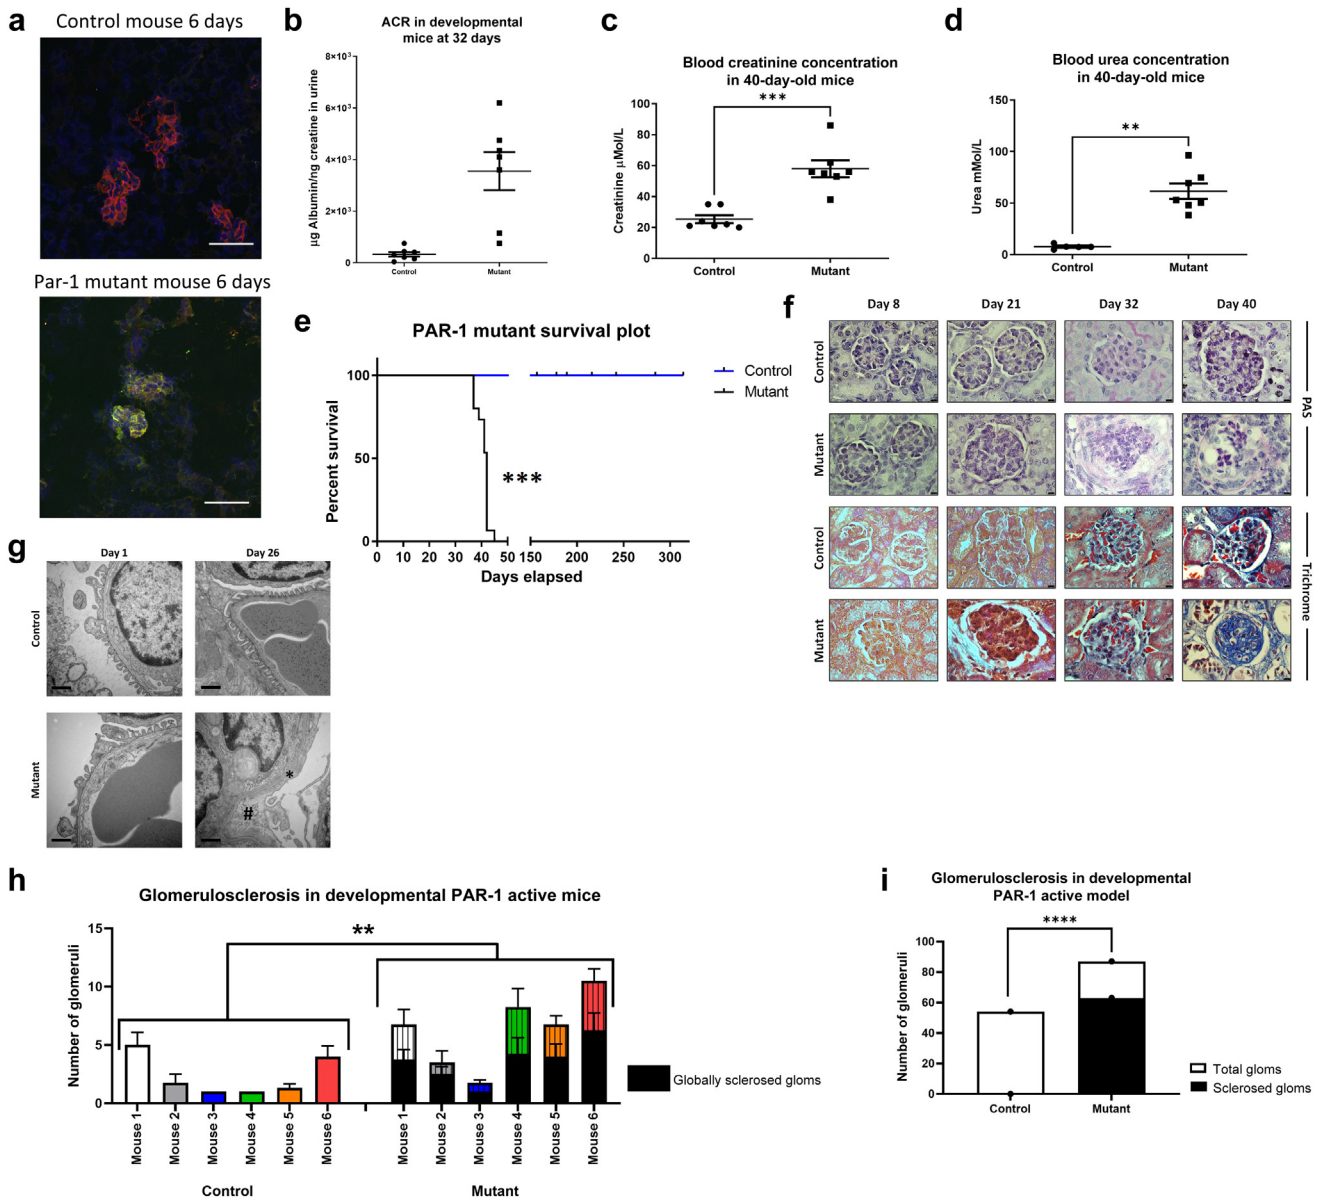 a
Control mouse 6 days
Par-1 mutant mouse 6 days
b
ACR in developmental
mice at 32 days
µg Albumin/ng creatine in urine
8×10³
6×10³
4×10³
2×10³
0
Control
Mutant
c
Blood creatinine concentration
in 40-day-old mice
***
Creatinine µMol/L
100
80
60
40
20
0
Control
Mutant
d
Blood urea concentration
in 40-day-old mice
**
Urea mMol/L
150
100
50
0
Control
Mutant
e
PAR-1 mutant survival plot
Percent survival
100
50
0
***
Control
Mutant
0 10 20 30 40 50 150 200 250 300
Days elapsed
f
Day 8 Day 21 Day 32 Day 40
Control
Mutant
PAS
Control
Mutant
Trichrome
g
Day 1 Day 26
Control
Mutant
*
#
h
Glomerulosclerosis in developmental PAR-1 active mice
**
Number of glomeruli
15
10
5
0
Mouse 1
Mouse 2
Mouse 3
Mouse 4
Mouse 5
Mouse 6
Mouse 1
Mouse 2
Mouse 3
Mouse 4
Mouse 5
Mouse 6
Control
Mutant
Globally sclerosed gloms
i
Glomerulosclerosis in developmental
PAR-1 active model
****
Number of glomeruli
100
80
60
40
20
0
Control
Mutant
Total gloms
Sclerosed gloms